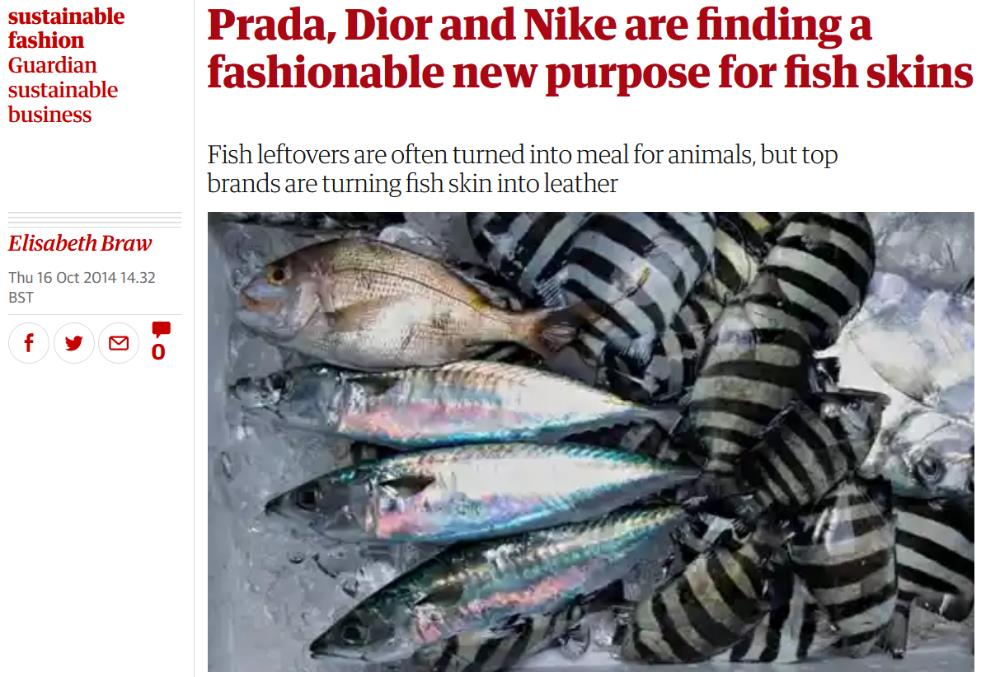 sustainable
fashion
Guardian
sustainable
business
Prada, Dior and Nike are finding a
fashionable new purpose for fish skins
Fish leftovers are often turned into meal for animals, but top
brands are turning fish skin into leather
Elisabeth Braw
Thu 16 Oct 2014 14.32
BST
0